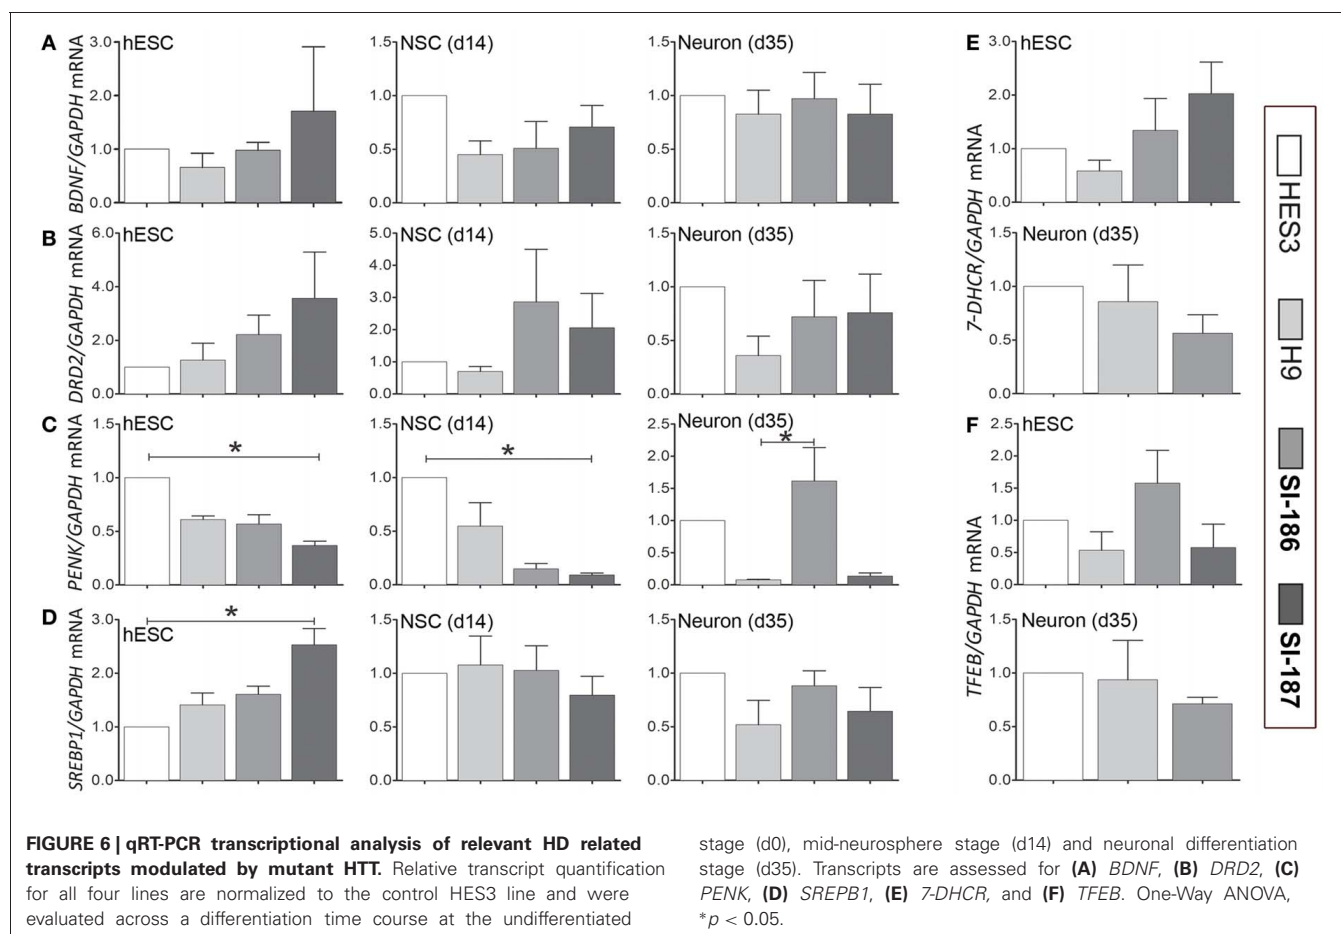 A
BDNF/GAPDH mRNA
hESC
3.0
2.0
1.0
0.0
NSC (d14)
1.5
1.0
0.5
0.0
Neuron (d35)
1.5
1.0
0.5
0.0
B
DRD2/GAPDH mRNA
hESC
6.0
4.0
2.0
0.0
NSC (d14)
5.0
4.0
3.0
2.0
1.0
0.0
Neuron (d35)
1.5
1.0
0.5
0.0
C
PENK/GAPDH mRNA
hESC
1.5
1.0
0.5
0.0
*
NSC (d14)
1.5
1.0
0.5
0.0
*
Neuron (d35)
2.5
2.0
1.5
1.0
0.5
0.0
*
D
SREBP1/GAPDH mRNA
hESC
3.0
2.0
1.0
0.0
*
NSC (d14)
1.5
1.0
0.5
0.0
Neuron (d35)
1.5
1.0
0.5
0.0
E
7-DHCR/GAPDH mRNA
hESC
3.0
2.0
1.0
0.0
Neuron (d35)
1.5
1.0
0.5
0.0
F
TFEB/GAPDH mRNA
hESC
2.5
2.0
1.5
1.0
0.5
0.0
Neuron (d35)
1.5
1.0
0.5
0.0
HES3
H9
SI-186
SI-187
FIGURE 6 | qRT-PCR transcriptional analysis of relevant HD related
transcripts modulated by mutant HTT. Relative transcript quantification
for all four lines are normalized to the control HES3 line and were
evaluated across a differentiation time course at the undifferentiated
stage (d0), mid-neurosphere stage (d14) and neuronal differentiation
stage (d35). Transcripts are assessed for (A) BDNF, (B) DRD2, (C)
PENK, (D) SREPB1, (E) 7-DHCR, and (F) TFEB. One-Way ANOVA,
*p < 0.05.